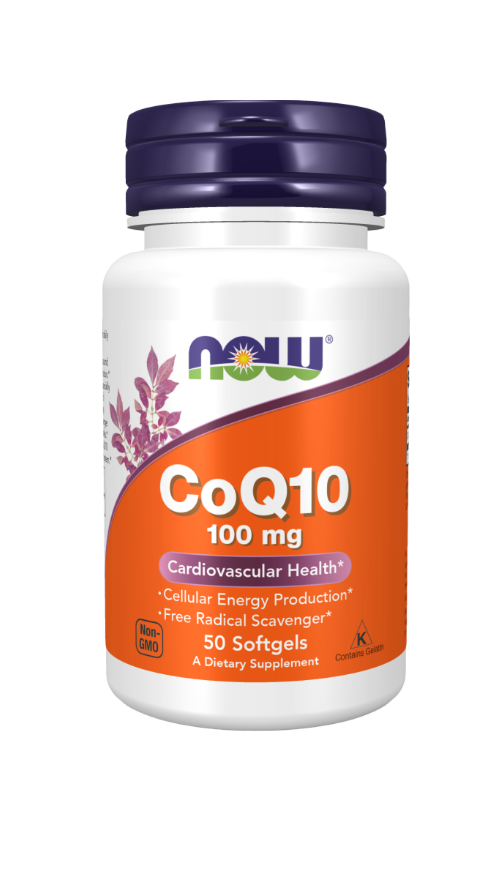 now®
CoQ10
100 mg
Cardiovascular Health*
•Cellular Energy Production*
•Free Radical Scavenger*
50 Softgels
A Dietary Supplement
Non-
GMO
K
Contains Gelatin